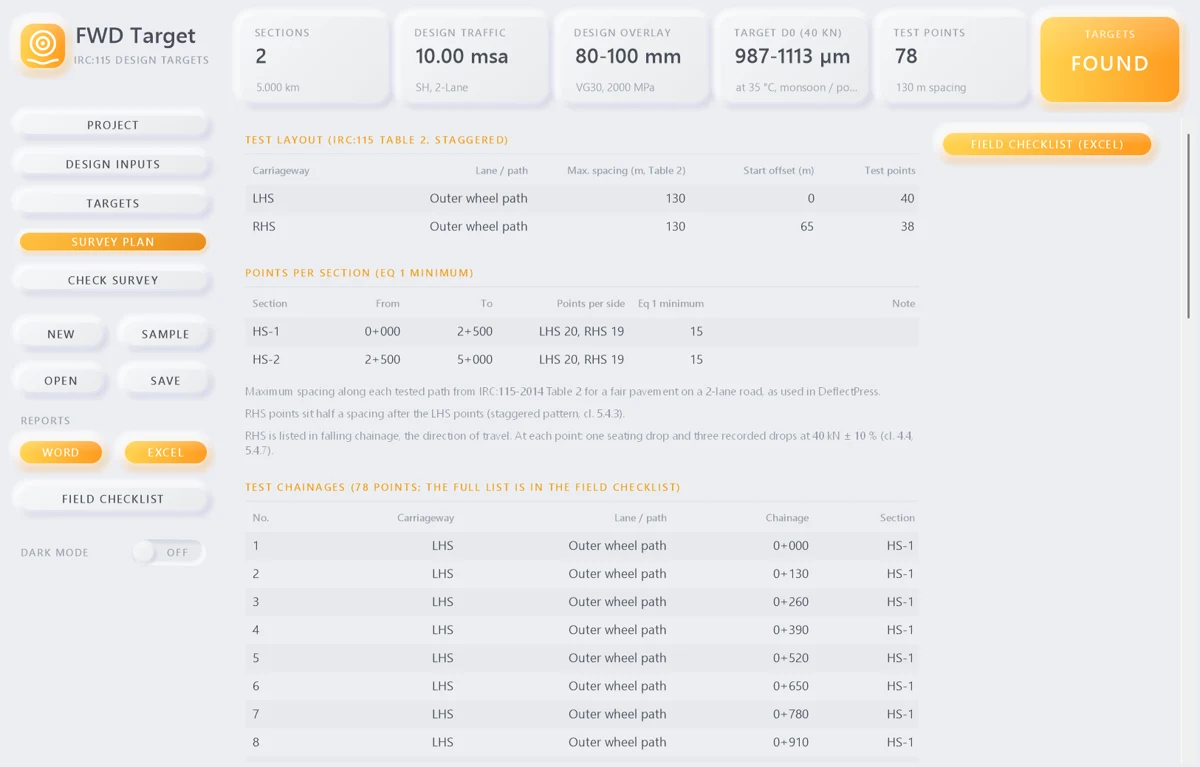 FWD Target
IRC:115 DESIGN TARGETS
SECTIONS
2
5.000 km
DESIGN TRAFFIC
10.00 msa
SH, 2-Lane
DESIGN OVERLAY
80-100 mm
VG30, 2000 MPa
TARGET D0 (40 KN)
987-1113 µm
at 35 °C, monsoon / po...
TEST POINTS
78
130 m spacing
TARGETS
FOUND
PROJECT
DESIGN INPUTS
TARGETS
SURVEY PLAN
CHECK SURVEY
NEW SAMPLE
OPEN SAVE
REPORTS
WORD EXCEL
FIELD CHECKLIST
DARK MODE OFF
TEST LAYOUT (IRC:115 TABLE 2, STAGGERED)
Carriageway Lane / path Max. spacing (m, Table 2) Start offset (m) Test points
LHS Outer wheel path 130 0 40
RHS Outer wheel path 130 65 38
POINTS PER SECTION (EQ 1 MINIMUM)
Section From To Points per side Eq 1 minimum Note
HS-1 0+000 2+500 LHS 20, RHS 19 15
HS-2 2+500 5+000 LHS 20, RHS 19 15
Maximum spacing along each tested path from IRC:115-2014 Table 2 for a fair pavement on a 2-lane road, as used in DeflectPress.
RHS points sit half a spacing after the LHS points (staggered pattern, cl. 5.4.3).
RHS is listed in falling chainage, the direction of travel. At each point: one seating drop and three recorded drops at 40 kN ± 10 % (cl. 4.4,
5.4.7).
TEST CHAINAGES (78 POINTS; THE FULL LIST IS IN THE FIELD CHECKLIST)
No. Carriageway Lane / path Chainage Section
1 LHS Outer wheel path 0+000 HS-1
2 LHS Outer wheel path 0+130 HS-1
3 LHS Outer wheel path 0+260 HS-1
4 LHS Outer wheel path 0+390 HS-1
5 LHS Outer wheel path 0+520 HS-1
6 LHS Outer wheel path 0+650 HS-1
7 LHS Outer wheel path 0+780 HS-1
8 LHS Outer wheel path 0+910 HS-1
FIELD CHECKLIST (EXCEL)